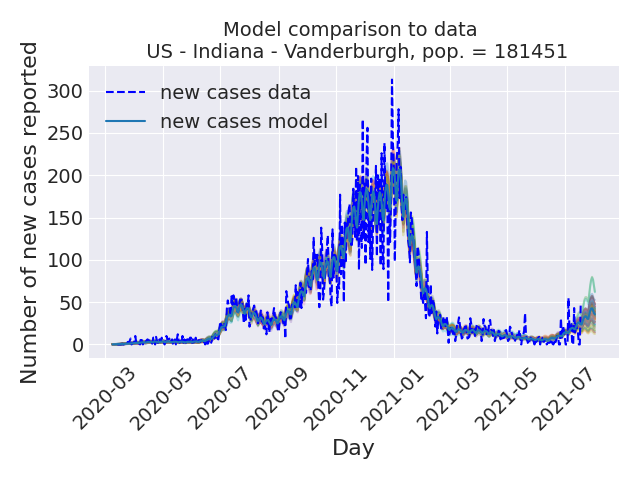 Model comparison to data
US - Indiana - Vanderburgh, pop. = 181451
Number of new cases reported
300
250
200
150
100
50
0
new cases data
new cases model
2020-03
2020-05
2020-07
2020-09
2020-11
2021-01
2021-03
2021-05
2021-07
Day